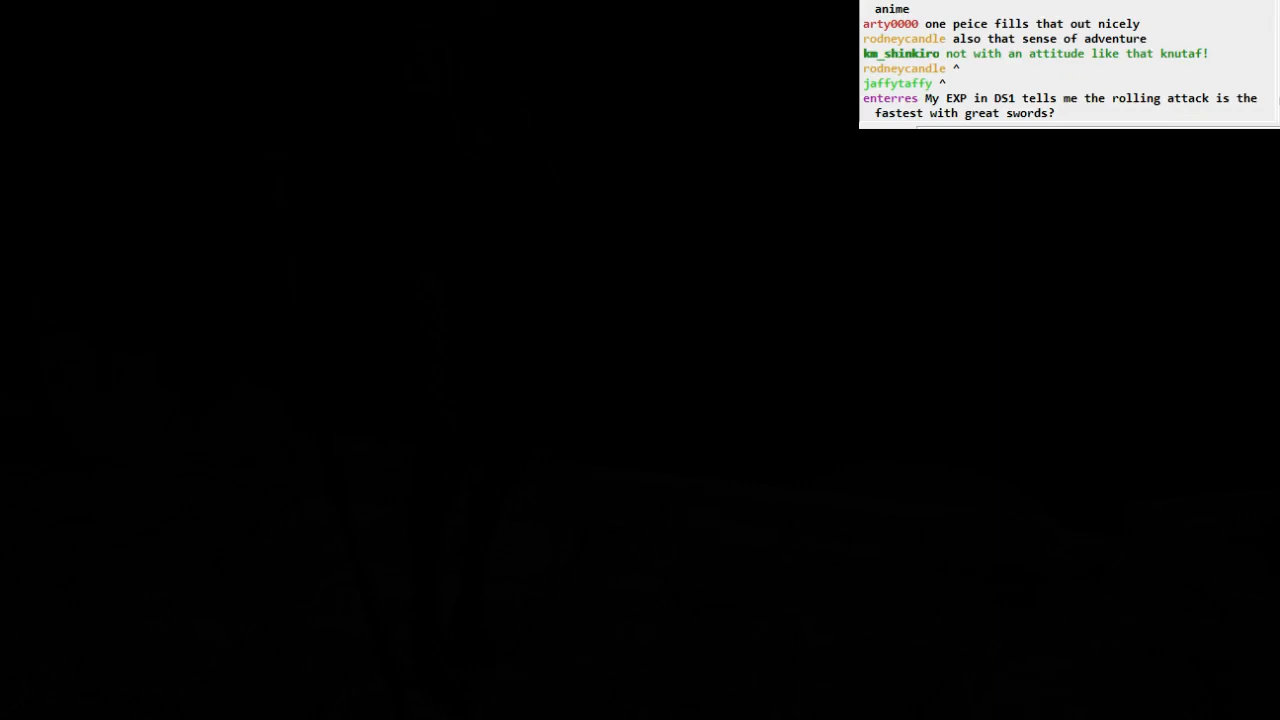 anime
arty0000 one peice fills that out nicely
rodneycandle also that sense of adventure
km_shinkiro not with an attitude like that knutaf!
rodneycandle ^
jaffytaffy ^
enterres My EXP in DS1 tells me the rolling attack is the
fastest with great swords?